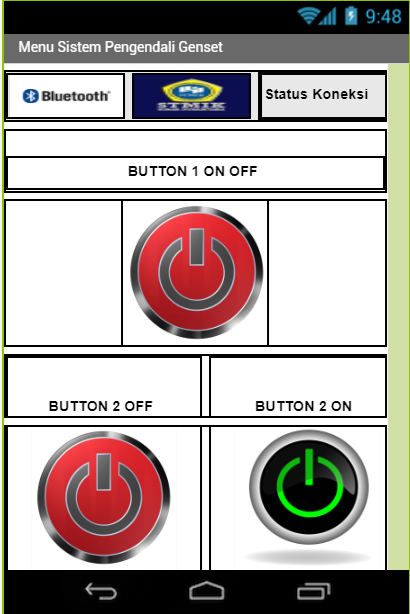 9:48
Menu Sistem Pengendali Genset
Bluetooth
STMIK
Status Koneksi
BUTTON 1 ON OFF
BUTTON 2 OFF
BUTTON 2 ON